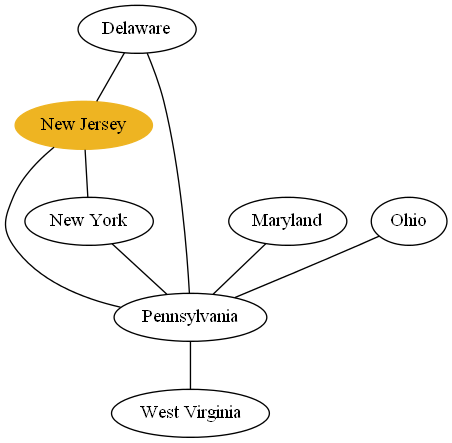 Delaware
New Jersey
New York
Maryland
Ohio
Pennsylvania
West Virginia